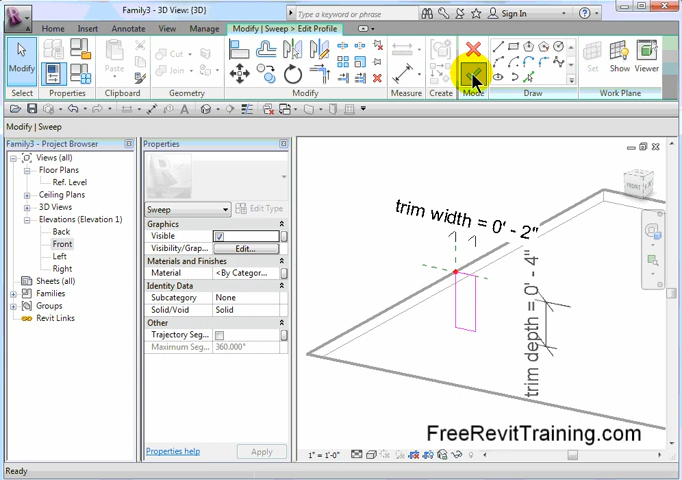 Family3 - 3D View: {3D}
Type a keyword or phrase
Sign In
Home
Insert
Annotate
View
Manage
Modify | Sweep > Edit Profile
Modify
Paste
Cut
Join
Set
Show
Viewer
Select
Properties
Clipboard
Geometry
Modify
Measure
Create
Mode
Draw
Work Plane
Modify | Sweep
Family3 - Project Browser
Views (all)
Floor Plans
Ref. Level
Ceiling Plans
3D Views
Elevations (Elevation 1)
Back
Front
Left
Right
Sheets (all)
Families
Groups
Revit Links
Properties
Sweep
Edit Type
Graphics
Visible
Visibility/Grap...
Edit...
Materials and Finishes
Material
<By Categor...
Identity Data
Subcategory
None
Solid/Void
Solid
Other
Trajectory Seg...
Maximum Seg...
360.000°
Properties help
Apply
trim width = 0' - 2"
trim depth = 0' - 4"
FRONT
FreeRevitTraining.com
1" = 1'-0"
Ready